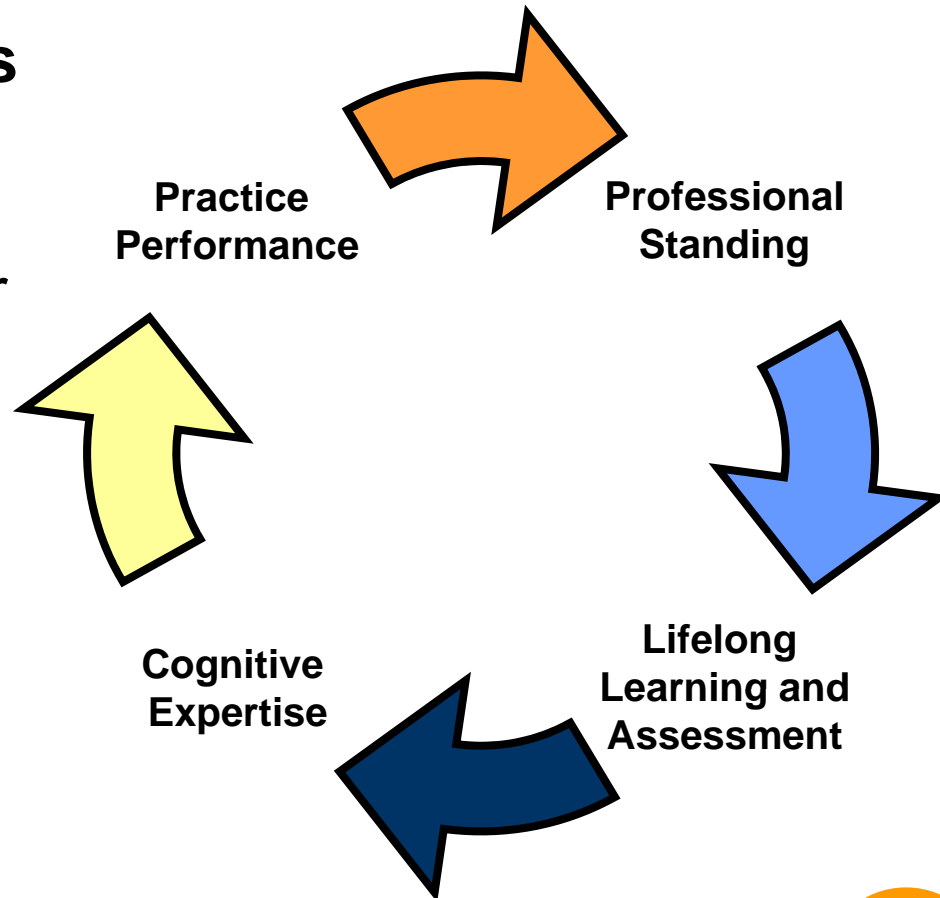 s
Practice
Performance
Professional
Standing
Lifelong
Learning and
Assessment
Cognitive
Expertise